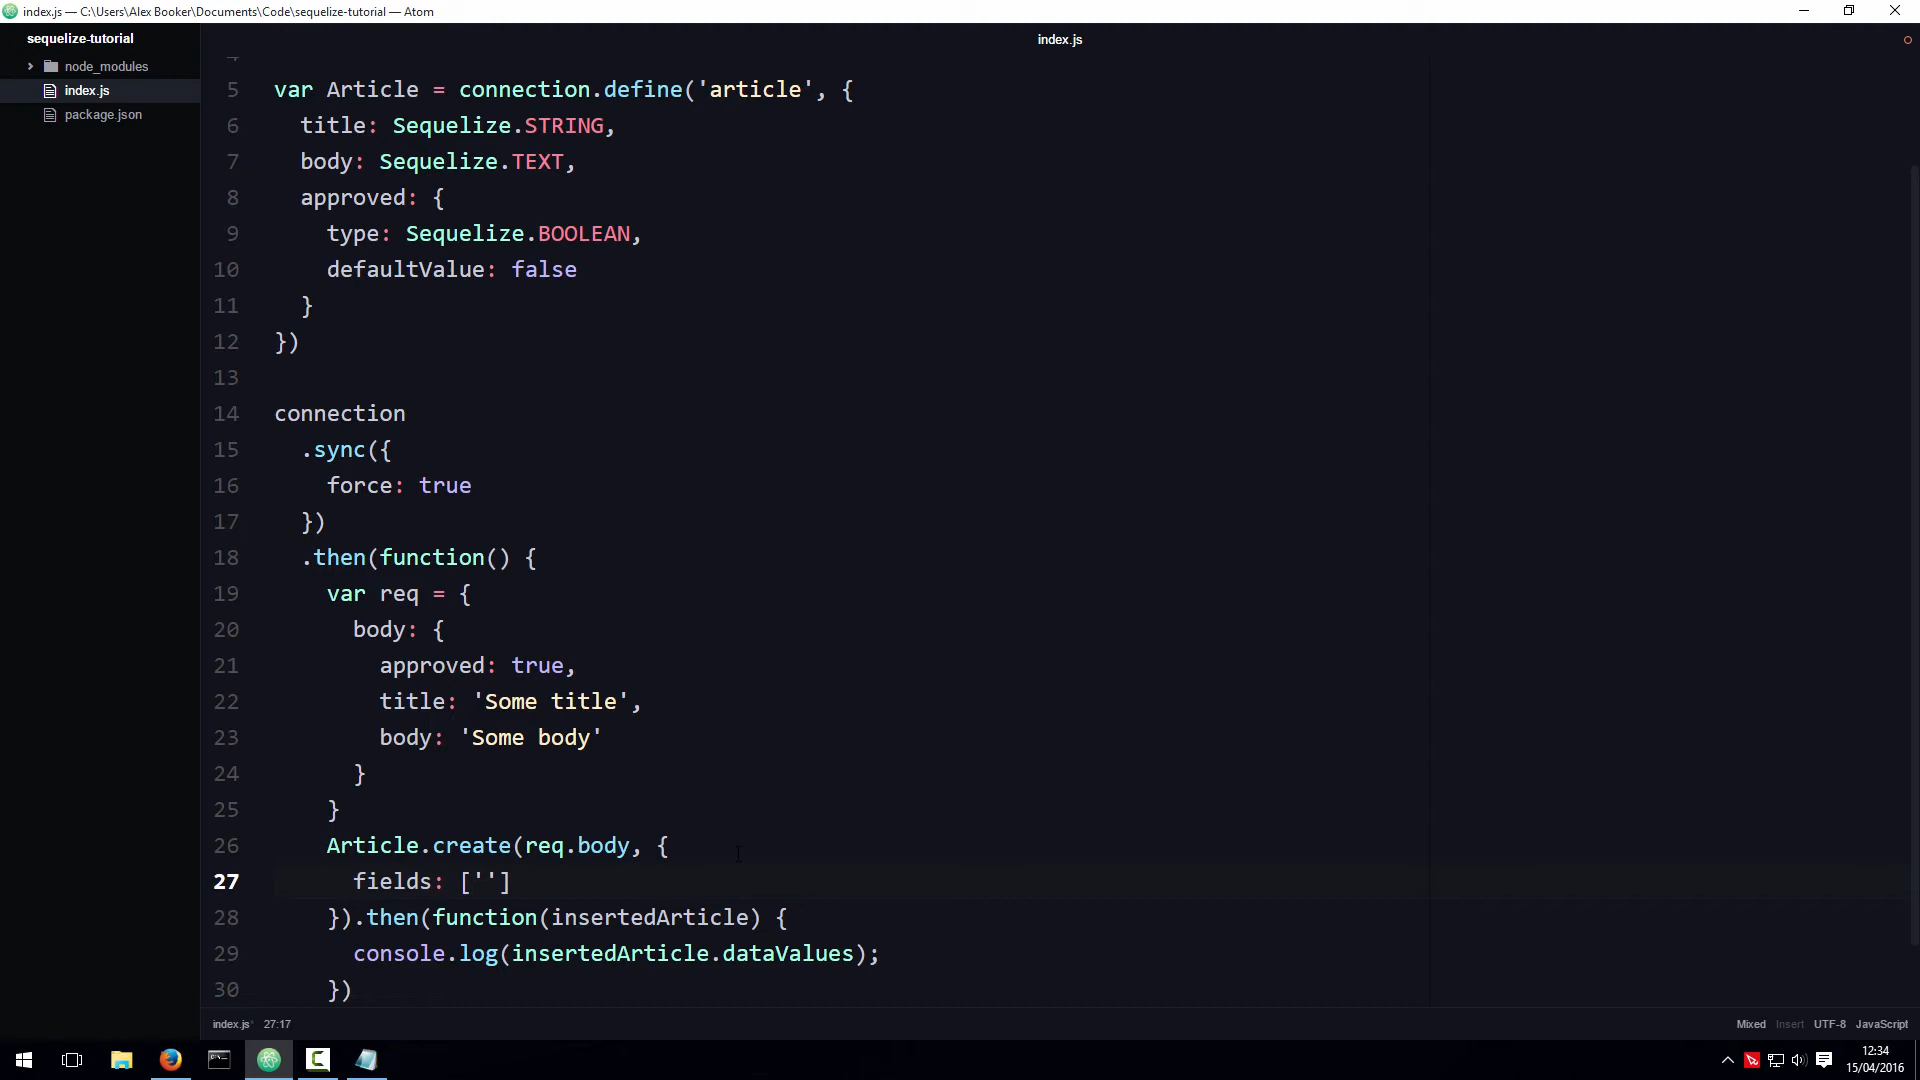 index.js — C:\Users\Alex Booker\Documents\Code\sequelize-tutorial — Atom
sequelize-tutorial
node_modules
index.js
package.json
index.js
4
5 var Article = connection.define('article', {
6 title: Sequelize.STRING,
7 body: Sequelize.TEXT,
8 approved: {
9 type: Sequelize.BOOLEAN,
10 defaultValue: false
11 }
12 })
13
14 connection
15 .sync({
16 force: true
17 })
18 .then(function() {
19 var req = {
20 body: {
21 approved: true,
22 title: 'Some title',
23 body: 'Some body'
24 }
25 }
26 Article.create(req.body, {
27 fields: ['']
28 }).then(function(insertedArticle) {
29 console.log(insertedArticle.dataValues);
30 })
index.js* 27:17 Mixed Insert UTF-8 JavaScript
12:34
15/04/2016